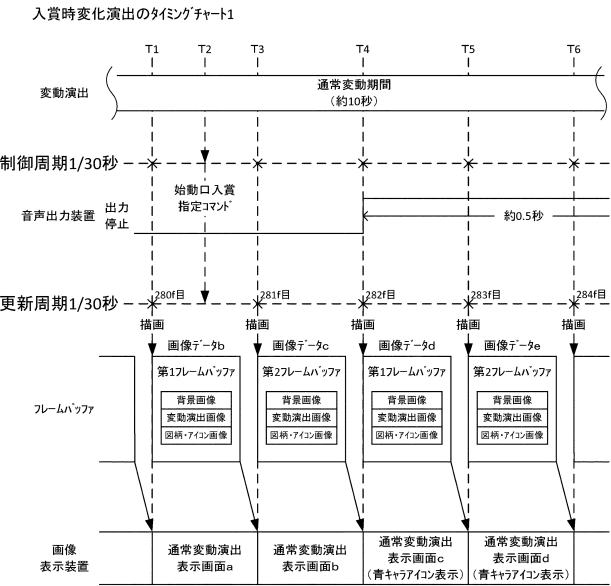 入賞時変化演出のタイミングチャート1
T1 T2 T3 T4 T5 T6
変動演出
通常変動期間
(約10秒)
制御周期1/30秒
始動口入賞
指定コマンド
音声出力装置
出力
停止
約0.5秒
更新周期1/30秒
280f目 281f目 282f目 283f目 284f目
描画 描画 描画 描画 描画
画像データb 画像データc 画像データd 画像データe
フレームバッファ
第1フレームバッファ 第2フレームバッファ 第1フレームバッファ 第2フレームバッファ
背景画像 背景画像 背景画像 背景画像
変動演出画像 変動演出画像 変動演出画像 変動演出画像
図柄・アイコン画像 図柄・アイコン画像 図柄・アイコン画像 図柄・アイコン画像
画像
表示装置
通常変動演出
表示画面a
通常変動演出
表示画面b
通常変動演出
表示画面c
(青キャラアイコン表示)
通常変動演出
表示画面d
(青キャラアイコン表示)